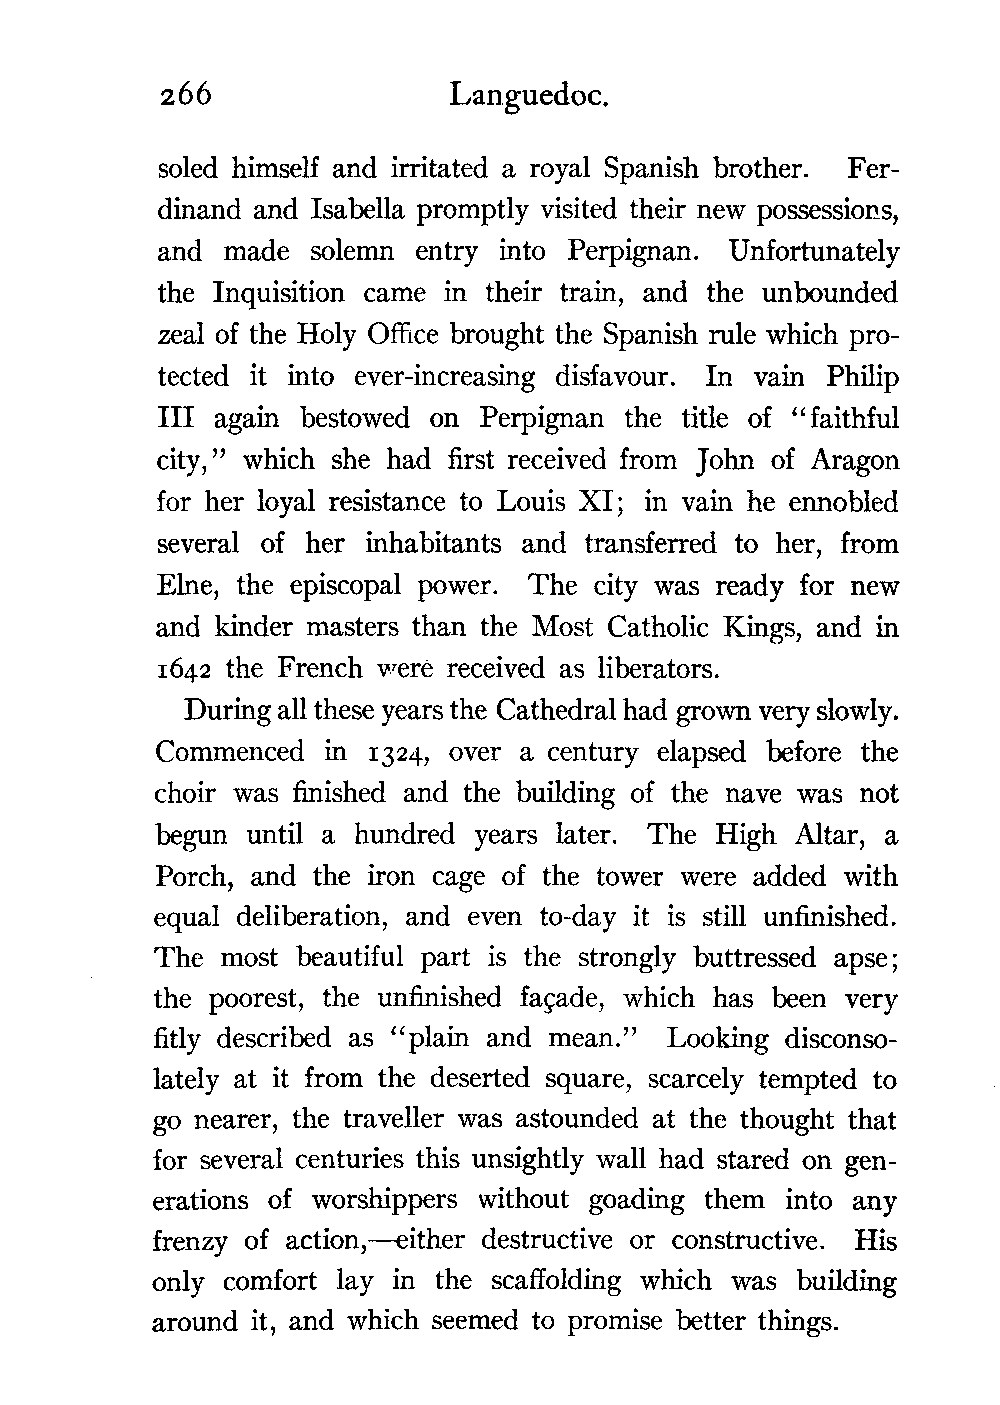 266 Languedoc.
soled himself and irritated a royal Spanish brother. Fer-
dinand and Isabella promptly visited their new possessions,
and made solemn entry into Perpignan. Unfortunately
the Inquisition came in their train, and the unbounded
zeal of the Holy Office brought the Spanish rule which pro-
tected it into ever-increasing disfavour. In vain Philip
III again bestowed on Perpignan the title of "faithful
city," which she had first received from John of Aragon
for her loyal resistance to Louis XI; in vain he ennobled
several of her inhabitants and transferred to her, from
Elne, the episcopal power. The city was ready for new
and kinder masters than the Most Catholic Kings, and in
1642 the French were received as liberators.
During all these years the Cathedral had grown very slowly.
Commenced in 1324, over a century elapsed before the
choir was finished and the building of the nave was not
begun until a hundred years later. The High Altar, a
Porch, and the iron cage of the tower were added with
equal deliberation, and even to-day it is still unfinished.
The most beautiful part is the strongly buttressed apse;
the poorest, the unfinished façade, which has been very
fitly described as "plain and mean." Looking disconso-
lately at it from the deserted square, scarcely tempted to
go nearer, the traveller was astounded at the thought that
for several centuries this unsightly wall had stared on gen-
erations of worshippers without goading them into any
frenzy of action,—either destructive or constructive. His
only comfort lay in the scaffolding which was building
around it, and which seemed to promise better things.